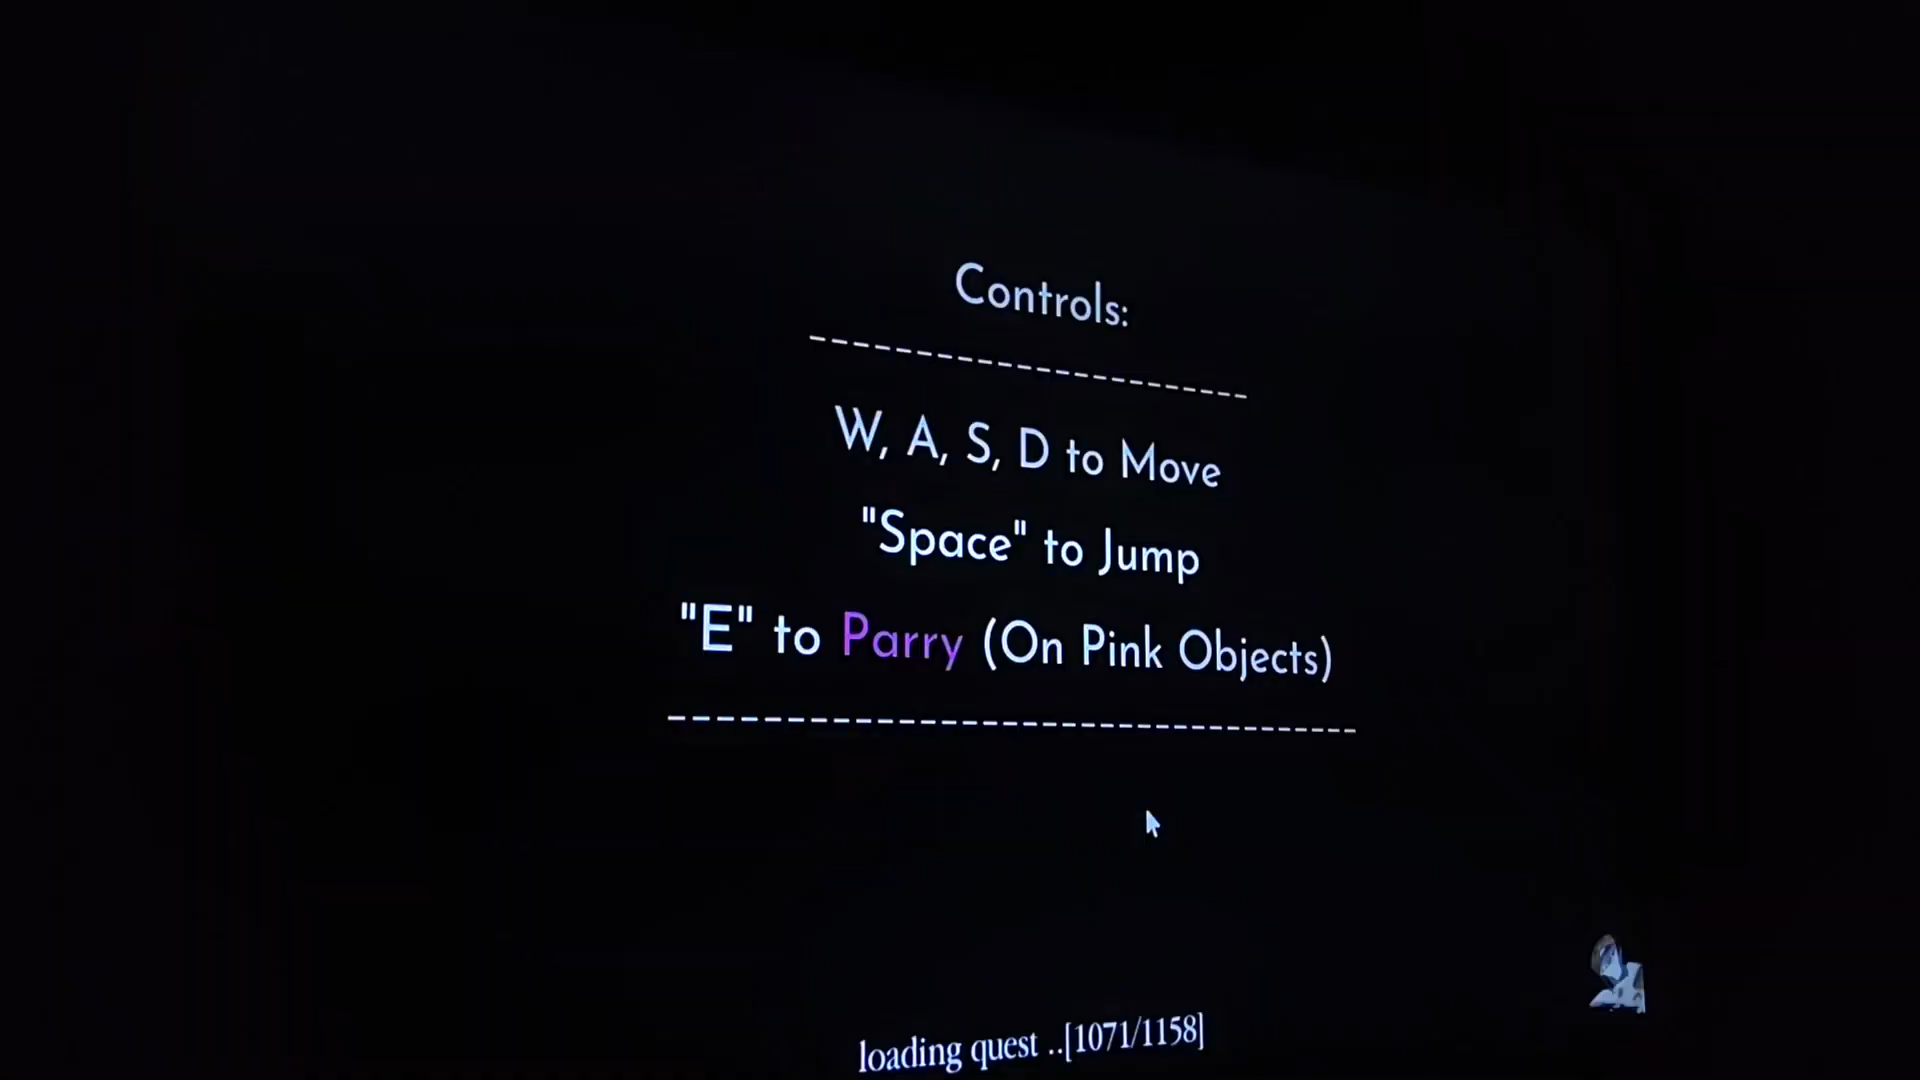 Controls:
--------------------
W, A, S, D to Move
"Space" to Jump
"E" to Parry (On Pink Objects)
-----------------------------
loading quest ..[1071/1158]